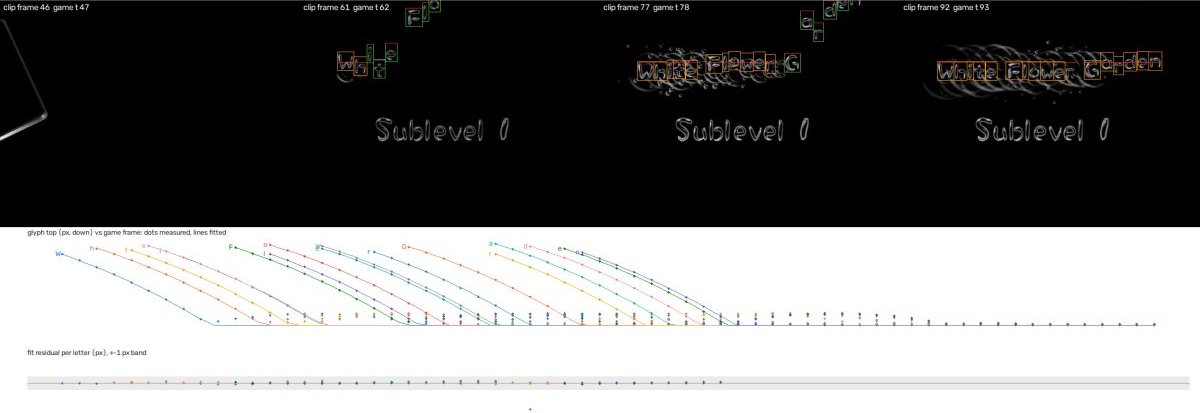 clip frame 46 game t 47
clip frame 61 game t 62
clip frame 77 game t 78
clip frame 92 game t 93
W h t e
F l o
White Flower G
a r d e n
White Flower Garden
Sublevel 1
Sublevel 1
Sublevel 1
glyph top (px, down) vs game frame: dots measured, lines fitted
W h t e i F o l w e r G a r d e n
fit residual per letter (px), +-1 px band